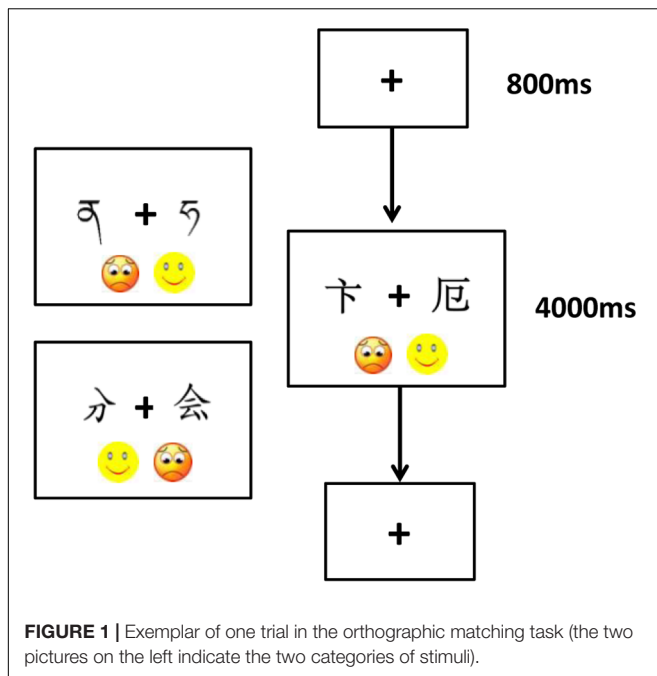 +
800ms
ན + ཏ
卞 + 厄
4000ms
+ 会
+
FIGURE 1 | Exemplar of one trial in the orthographic matching task (the two
pictures on the left indicate the two categories of stimuli).